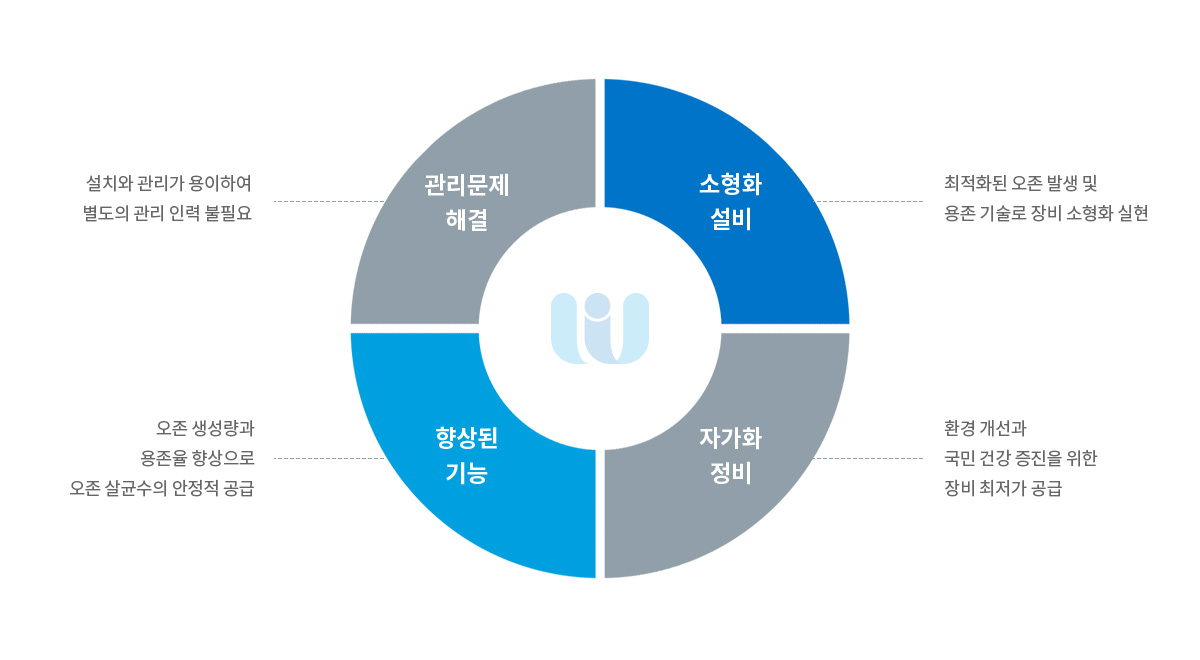 관리문제
해결
설치와 관리가 용이하여
별도의 관리 인력 불필요
소형화
설비
최적화된 오존 발생 및
용존 기술로 장비 소형화 실현
향상된
기능
오존 생성량과
용존율 향상으로
오존 살균수의 안정적 공급
자가화
정비
환경 개선과
국민 건강 증진을 위한
장비 최저가 공급